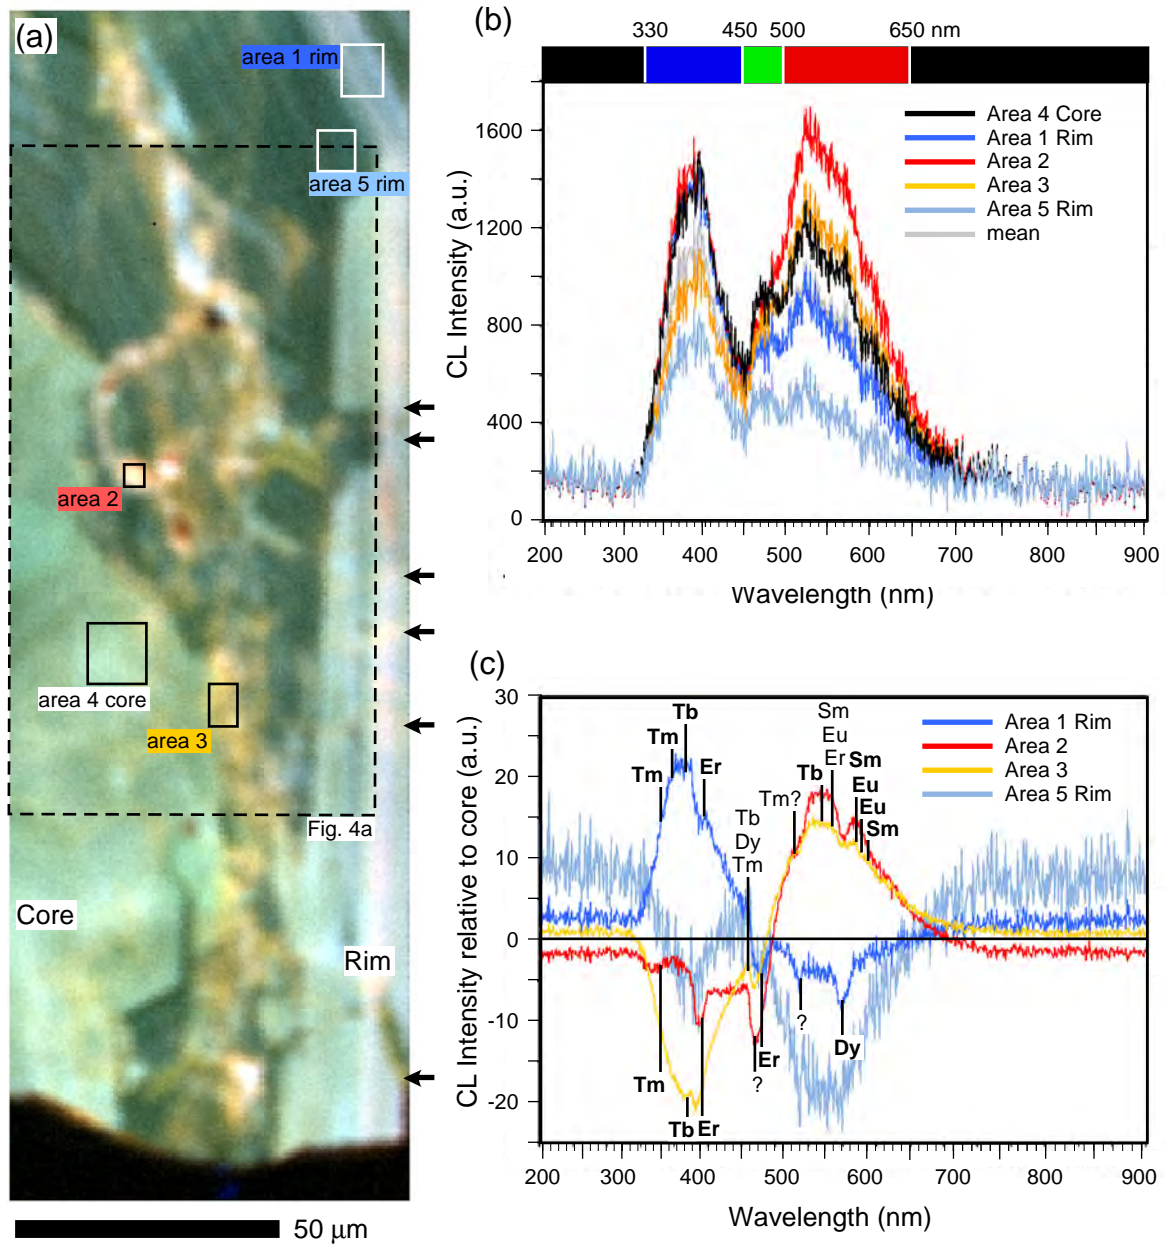 (a)
area 1 rim
area 5 rim
area 2
area 4 core
area 3
Fig. 4a
Core
Rim
50 μm
(b)
330 450 500 650 nm
CL Intensity (a.u.)
1600
1200
800
400
0
Area 4 Core
Area 1 Rim
Area 2
Area 3
Area 5 Rim
mean
200 300 400 500 600 700 800 900
Wavelength (nm)
(c)
CL Intensity relative to core (a.u.)
30
20
10
0
-10
-20
Area 1 Rim
Area 2
Area 3
Area 5 Rim
Tm
Tm
Tb
Er
Tb
Dy
Tm
Tm?
Tb
Sm
Eu
Er
Sm
Eu
Eu
Sm
Tm
Tb
Er
?
Er
?
Dy
200 300 400 500 600 700 800 900
Wavelength (nm)